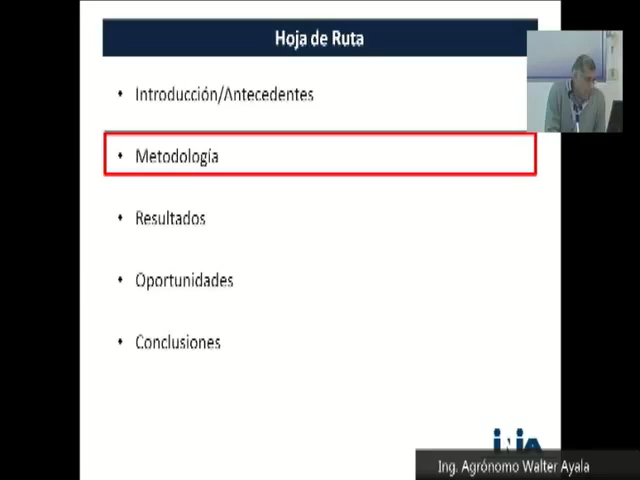 Hoja de Ruta
• Introducción/Antecedentes
• Metodología
• Resultados
• Oportunidades
• Conclusiones
INIA
Ing. Agrónomo Walter Ayala